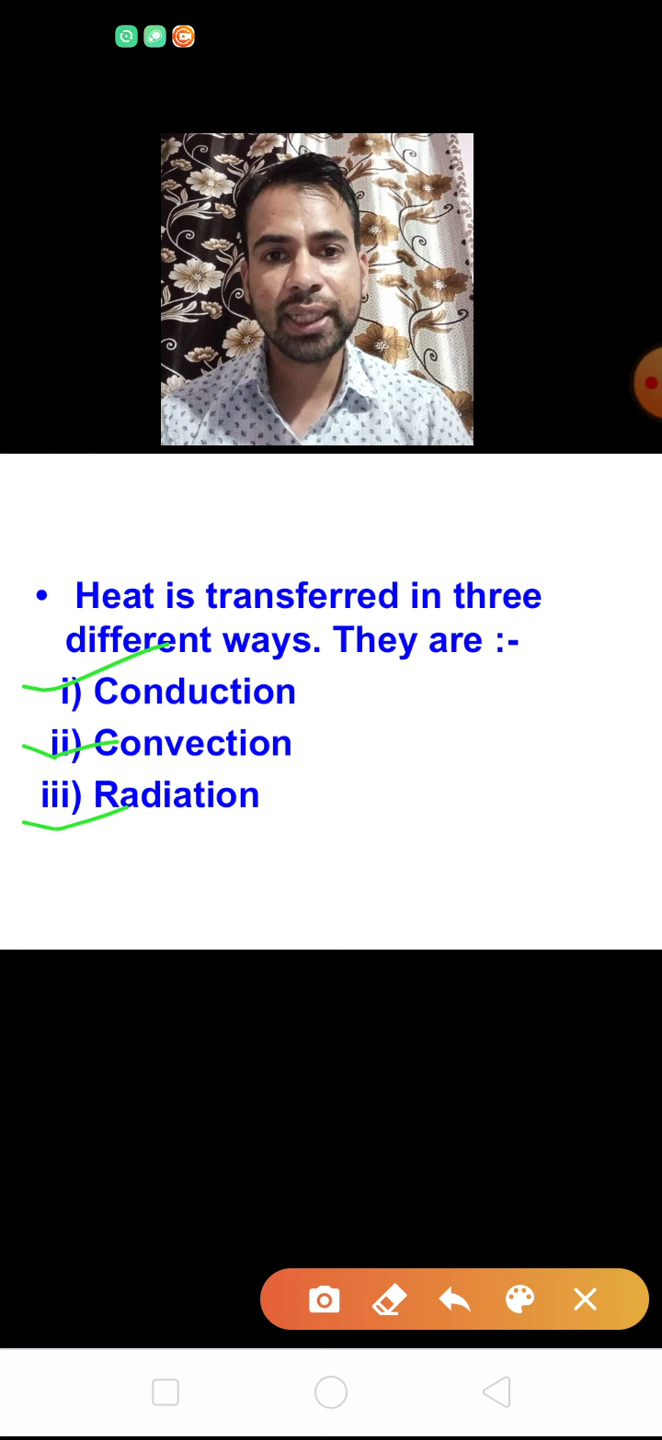 • Heat is transferred in three
different ways. They are :-
i) Conduction
ii) Convection
iii) Radiation